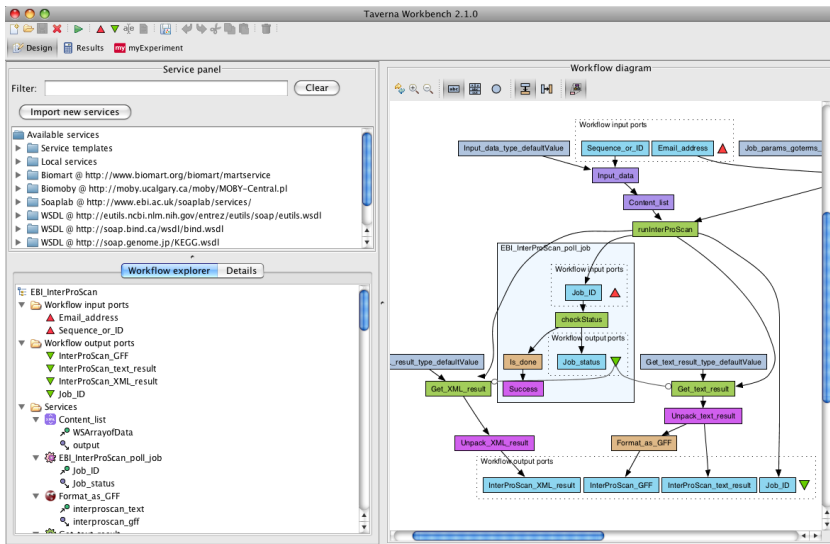 Taverna Workbench 2.1.0
Design Results my myExperiment
Service panel
Filter: Clear
Import new services
Available services
Service templates
Local services
Biomart @ http://www.biomart.org/biomart/martservice
Biomoby @ http://moby.ucalgary.ca/moby/MOBY-Central.pl
Soaplab @ http://www.ebi.ac.uk/soaplab/services/
WSDL @ http://eutils.ncbi.nlm.nih.gov/entrez/eutils/soap/eutils.wsdl
WSDL @ http://soap.bind.ca/wsdl/bind.wsdl
WSDL @ http://soap.genome.jp/KEGG.wsdl
Workflow explorer Details
EBI_InterProScan
Workflow input ports
Email_address
Sequence_or_ID
Workflow output ports
InterProScan_GFF
InterProScan_text_result
InterProScan_XML_result
Job_ID
Services
Content_list
WSArrayofData
output
EBI_InterProScan_poll_job
Job_ID
Job_status
Format_as_GFF
interproscan_text
interproscan_gff
Get_text_result
Workflow diagram
Workflow input ports
Input_data_type_defaultValue Sequence_or_ID Email_address Job_params_goterms_
Input_data
Content_list
runInterProScan
EBI_InterProScan_poll_job
Workflow input ports
Job_ID
checkStatus
Workflow output ports
_result_type_defaultValue Is_done Job_status Get_text_result_type_defaultValue
Get_XML_result Success Get_text_result
Unpack_text_result
Unpack_XML_result Format_as_GFF
Workflow output ports
InterProScan_XML_result InterProScan_GFF InterProScan_text_result Job_ID